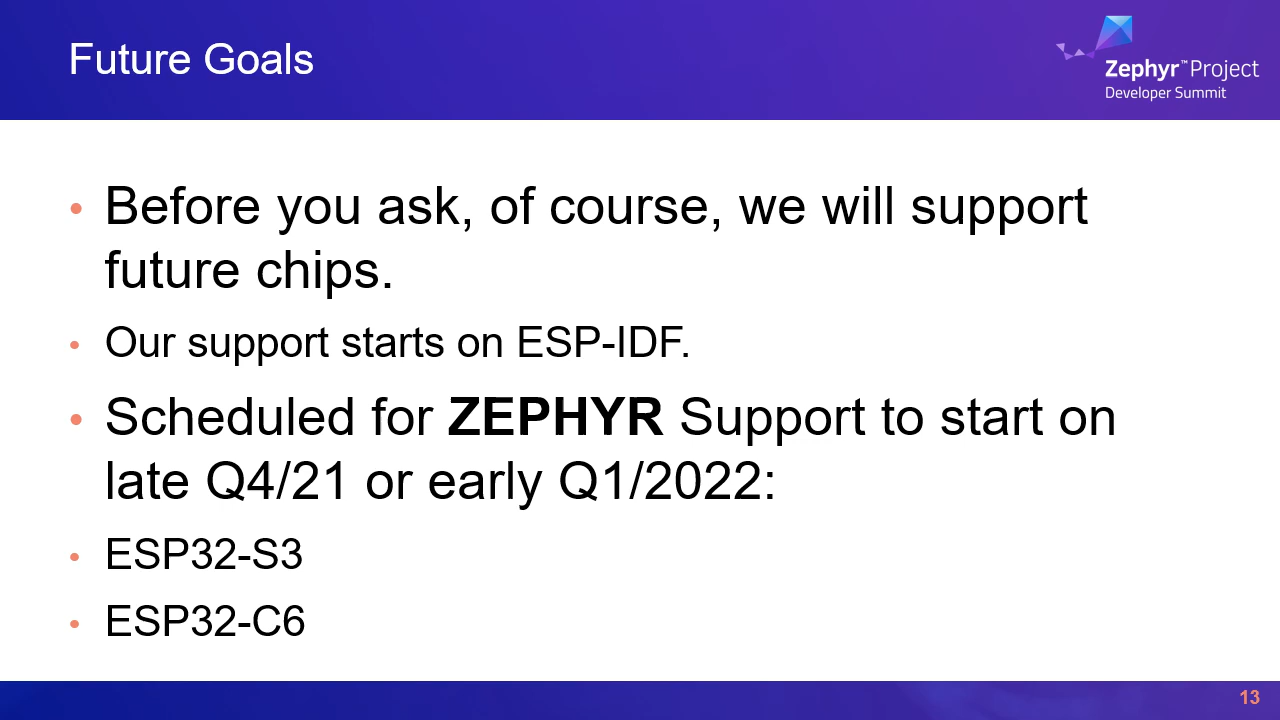 Future Goals
Zephyr™Project
Developer Summit
• Before you ask, of course, we will support
future chips.
• Our support starts on ESP-IDF.
• Scheduled for ZEPHYR Support to start on
late Q4/21 or early Q1/2022:
• ESP32-S3
• ESP32-C6
13